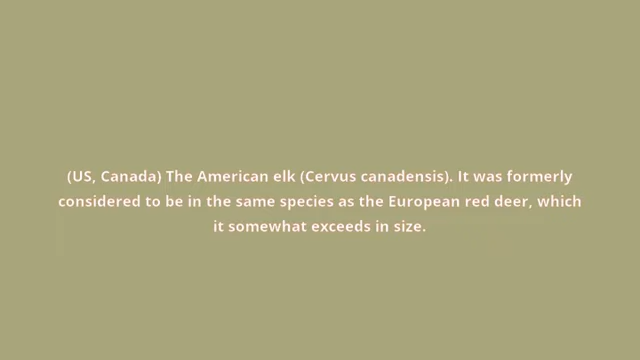 (US, Canada) The American elk (Cervus canadensis). It was formerly
considered to be in the same species as the European red deer, which
it somewhat exceeds in size.